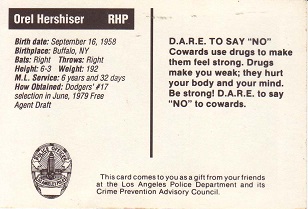 Orel Hershiser RHP
Birth date: September 16, 1958
Birthplace: Buffalo, NY
Bats: Right Throws: Right
Height: 6-3 Weight: 192
M.L. Service: 6 years and 32 days
How Obtained: Dodgers' #17
selection in June, 1979 Free
Agent Draft
D.A.R.E. TO SAY "NO"
Cowards use drugs to make
them feel strong. Drugs
make you weak; they hurt
your body and your mind.
Be strong! D.A.R.E. to say
"NO" to cowards.
This card comes to you as a gift from your friends
at the Los Angeles Police Department and its
Crime Prevention Advisory Council.